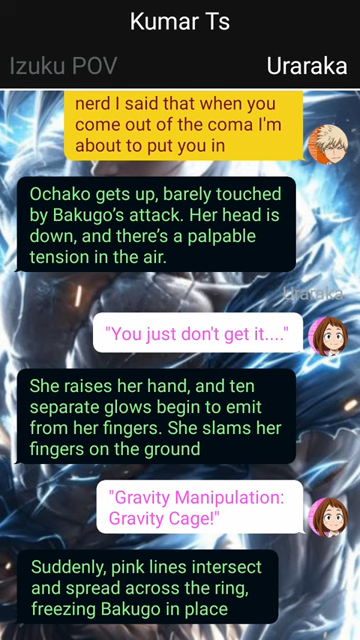 Kumar Ts
Izuku POV
Uraraka
nerd I said that when you
come out of the coma I'm
about to put you in
Ochako gets up, barely touched
by Bakugo’s attack. Her head is
down, and there’s a palpable
tension in the air.
Uraraka
"You just don't get it...."
She raises her hand, and ten
separate glows begin to emit
from her fingers. She slams her
fingers on the ground
"Gravity Manipulation:
Gravity Cage!"
Suddenly, pink lines intersect
and spread across the ring,
freezing Bakugo in place